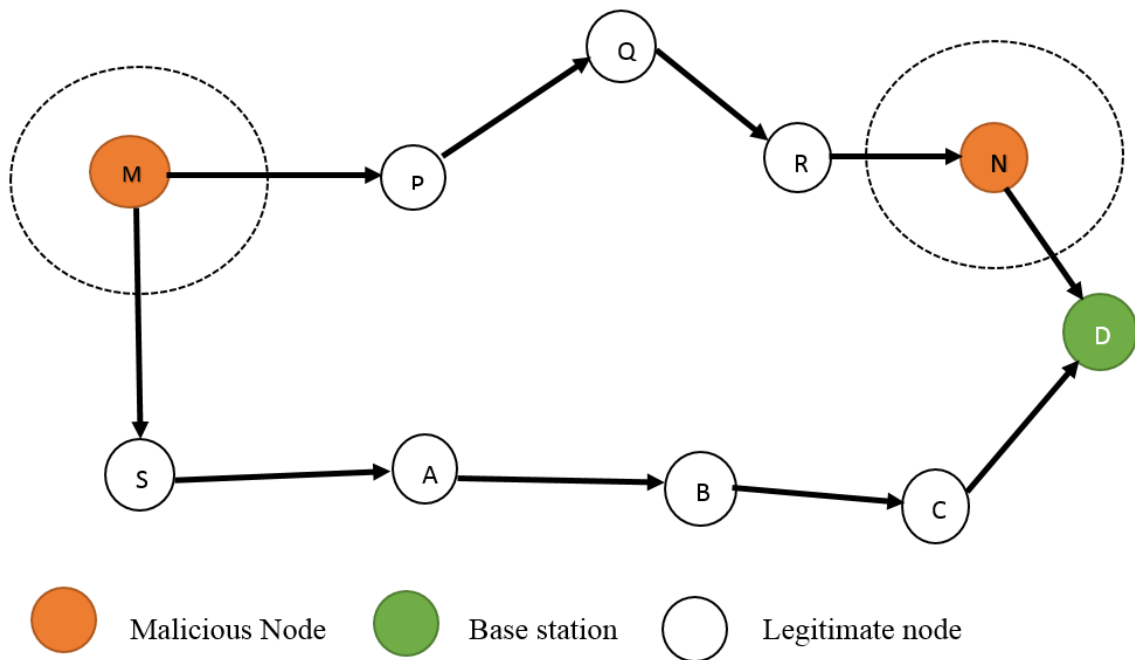 Q
M
P
R
N
D
S
A
B
C
Malicious Node
Base station
Legitimate node